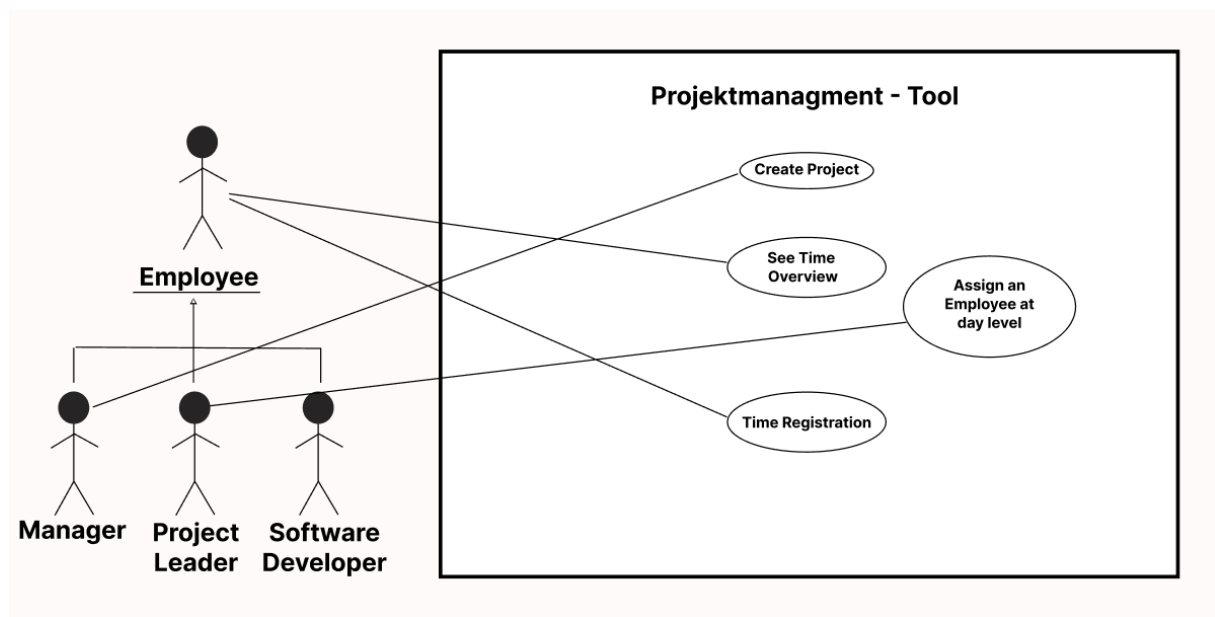 Projektmanagment - Tool
Create Project
See Time
Overview
Assign an
Employee at
day level
Time Registration
Employee
Manager
Project
Leader
Software
Developer